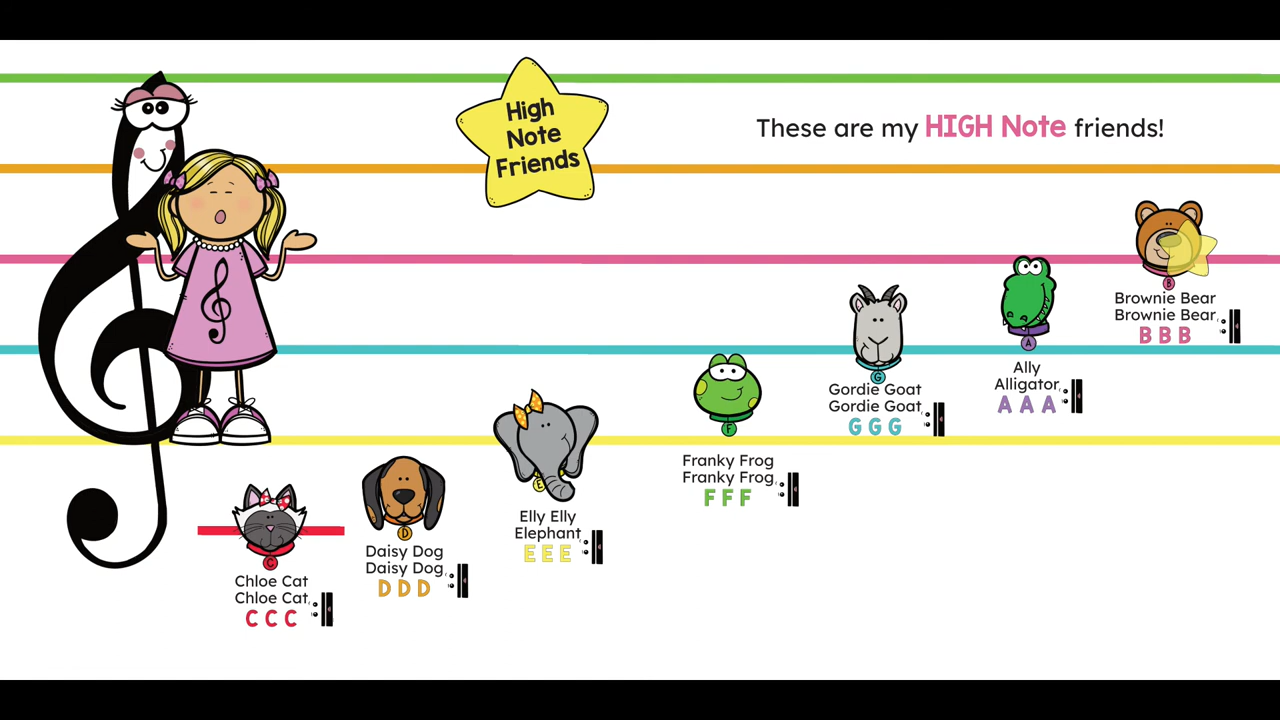 High
Note
Friends
These are my HIGH Note friends!
C
Chloe Cat
Chloe Cat,
C C C
D
Daisy Dog
Daisy Dog,
D D D
E
Elly Elly
Elephant,
E E E
F
Franky Frog
Franky Frog,
F F F
G
Gordie Goat
Gordie Goat,
G G G
A
Ally
Alligator,
A A A
B
Brownie Bear
Brownie Bear,
B B B